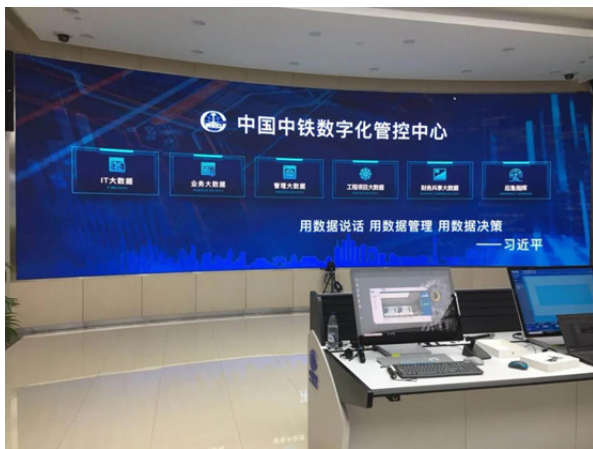 中国中铁数字化管控中心
IT大数据
业务大数据
管理大数据
工程项目大数据
财务共享大数据
应急指挥
用数据说话 用数据管理 用数据决策
——习近平